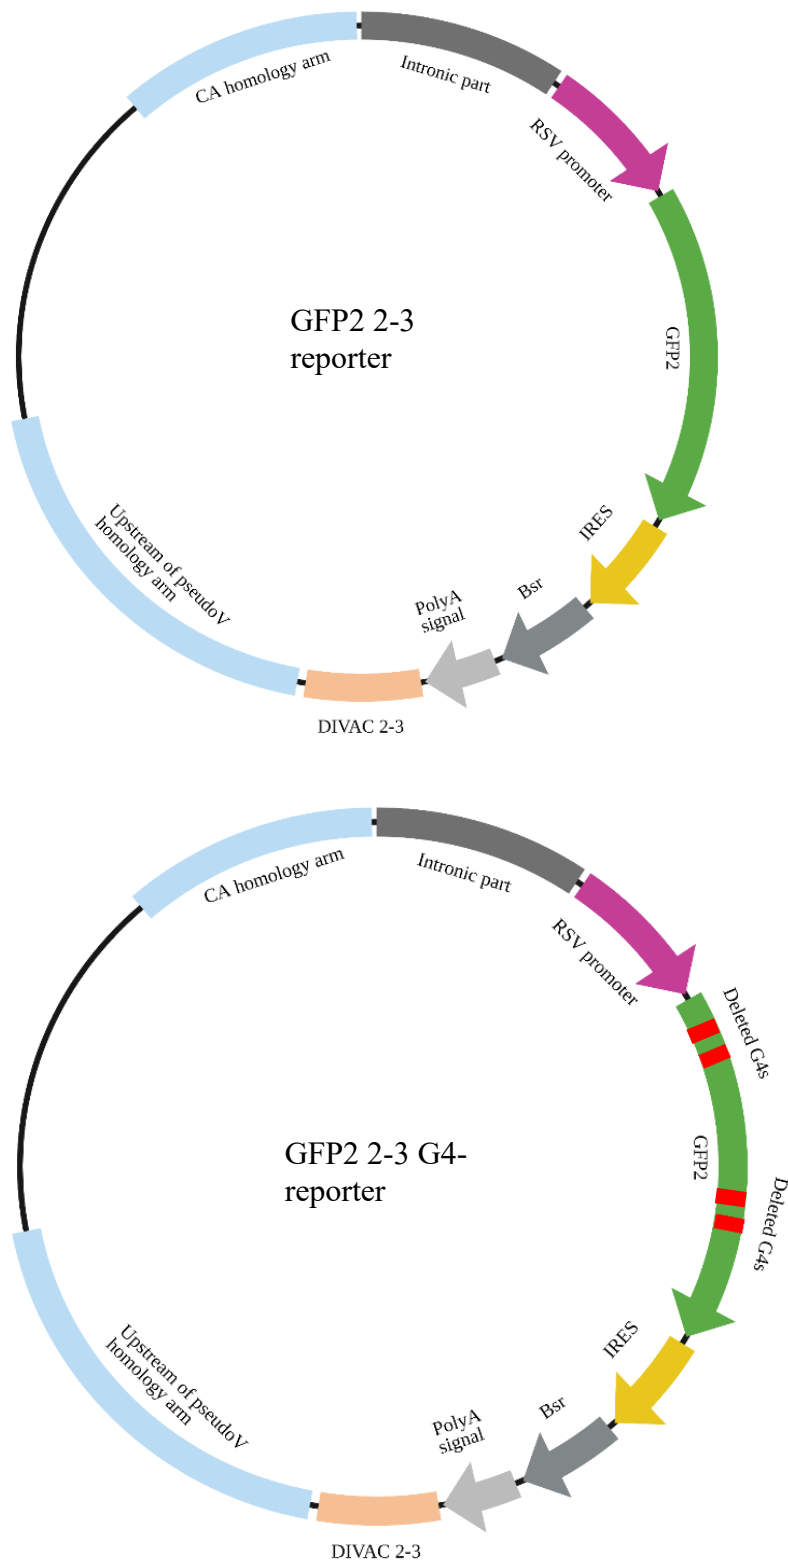 CA homology arm
Intronic part
RSV promoter
GFP2 2-3
reporter
GFP2
IRES
Upstream of pseudoV
homology arm
Bsr
PolyA
signal
DIVAC 2-3
CA homology arm
Intronic part
RSV promoter
Deleted G4s
GFP2 2-3 G4-
reporter
GFP2
Deleted G4s
IRES
Upstream of pseudoV
homology arm
Bsr
PolyA
signal
DIVAC 2-3